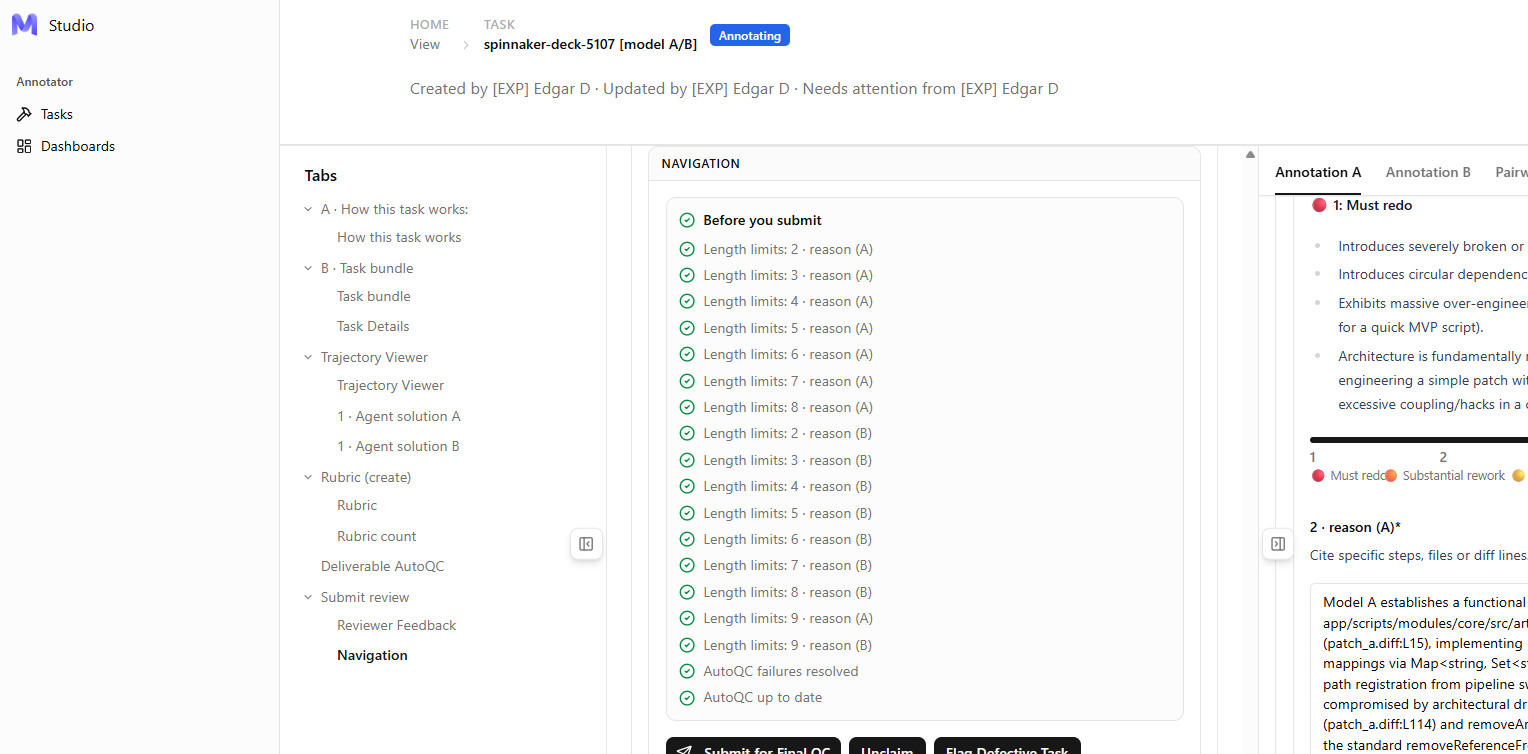 Studio
Annotator
Tasks
Dashboards
HOME
View
TASK
spinnaker-deck-5107 [model A/B]
Annotating
Created by [EXP] Edgar D · Updated by [EXP] Edgar D · Needs attention from [EXP] Edgar D
Tabs
A · How this task works:
How this task works
B · Task bundle
Task bundle
Task Details
Trajectory Viewer
Trajectory Viewer
1 · Agent solution A
1 · Agent solution B
Rubric (create)
Rubric
Rubric count
Deliverable AutoQC
Submit review
Reviewer Feedback
Navigation
NAVIGATION
Before you submit
Length limits: 2 · reason (A)
Length limits: 3 · reason (A)
Length limits: 4 · reason (A)
Length limits: 5 · reason (A)
Length limits: 6 · reason (A)
Length limits: 7 · reason (A)
Length limits: 8 · reason (A)
Length limits: 2 · reason (B)
Length limits: 3 · reason (B)
Length limits: 4 · reason (B)
Length limits: 5 · reason (B)
Length limits: 6 · reason (B)
Length limits: 7 · reason (B)
Length limits: 8 · reason (B)
Length limits: 9 · reason (A)
Length limits: 9 · reason (B)
AutoQC failures resolved
AutoQC up to date
Submit for Final QC
Unclaim
Flag Defective Task
Annotation A
Annotation B
Pairw
1: Must redo
Introduces severely broken or
Introduces circular dependenc
Exhibits massive over-enginee
for a quick MVP script).
Architecture is fundamentally
engineering a simple patch wi
excessive coupling/hacks in a
1
2
Must redo
Substantial rework
2 · reason (A)*
Cite specific steps, files or diff lines.
Model A establishes a functional
app/scripts/modules/core/src/art
(patch_a.diff:L15), implementing
mappings via Map<string, Set<s
path registration from pipeline s
compromised by architectural dr
(patch_a.diff:L114) and removeAr
the standard removeReferenceFr